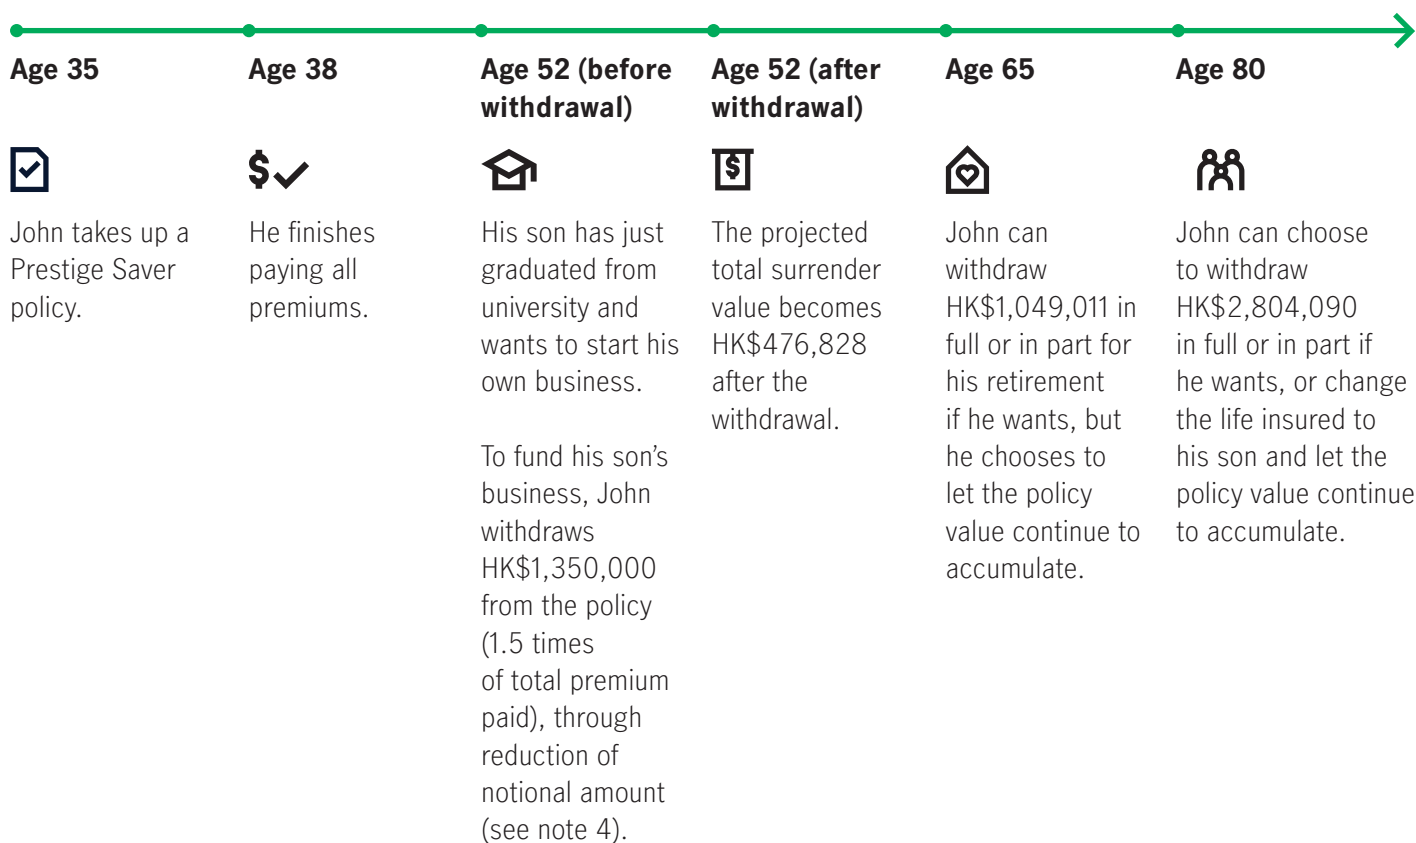 Age 35
John takes up a
Prestige Saver
policy.
Age 38
He finishes
paying all
premiums.
Age 52 (before
withdrawal)
His son has just
graduated from
university and
wants to start his
own business.
To fund his son's
business, John
withdraws
HK$1,350,000
from the policy
(1.5 times
of total premium
paid), through
reduction of
notional amount
(see note 4).
Age 52 (after
withdrawal)
$
The projected
total surrender
value becomes
HK$476,828
after the
withdrawal.
Age 65
John can
withdraw
HK$1,049,011 in
full or in part for
his retirement
if he wants, but
he chooses to
let the policy
value continue to
accumulate.
Age 80
John can choose
to withdraw
HK$2,804,090
in full or in part if
he wants, or change
the life insured to
his son and let the
policy value continue
to accumulate.